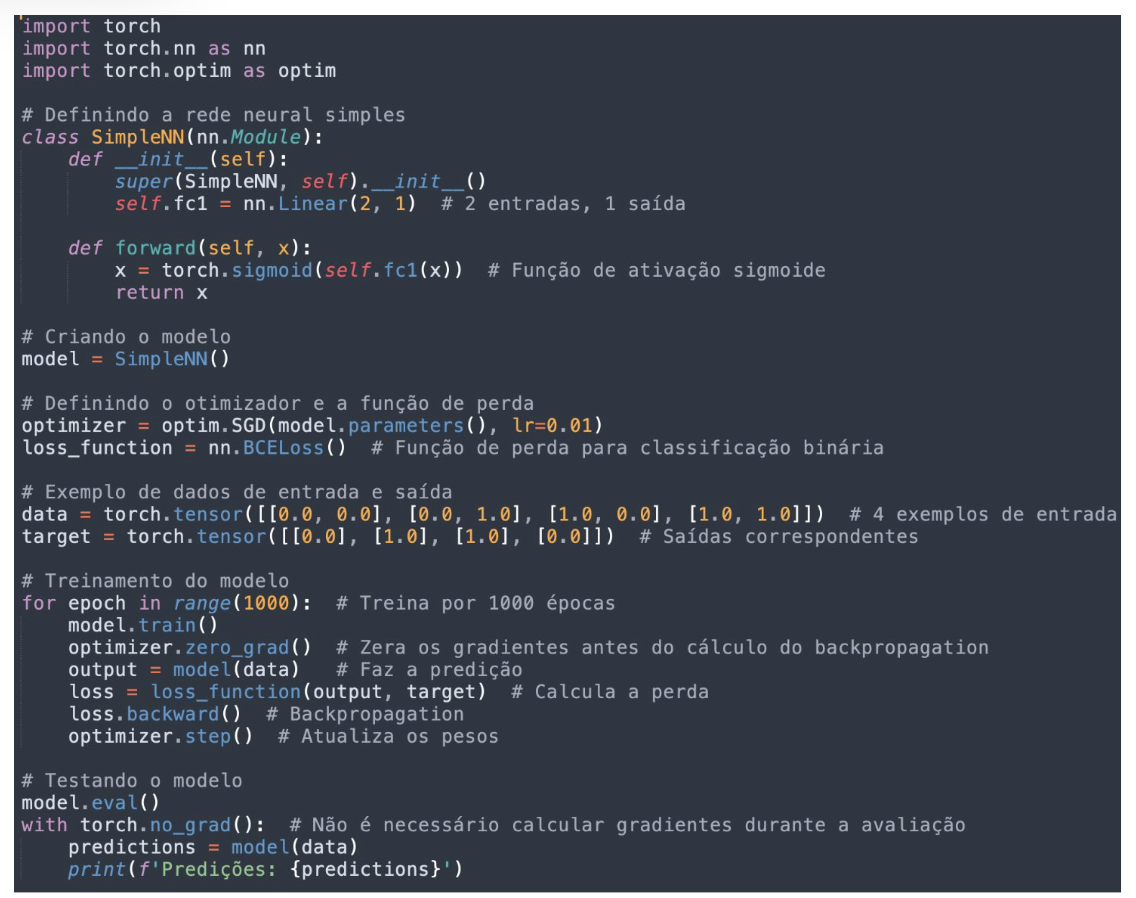 import torch
import torch.nn as nn
import torch.optim as optim
# Definindo a rede neural simples
class SimpleNN(nn.Module):
    def __init__(self):
        super(SimpleNN, self).__init__()
        self.fc1 = nn.Linear(2, 1)  # 2 entradas, 1 saída
    def forward(self, x):
        x = torch.sigmoid(self.fc1(x))  # Função de ativação sigmoide
        return x
# Criando o modelo
model = SimpleNN()
# Definindo o otimizador e a função de perda
optimizer = optim.SGD(model.parameters(), lr=0.01)
loss_function = nn.BCELoss()  # Função de perda para classificação binária
# Exemplo de dados de entrada e saída
data = torch.tensor([[0.0, 0.0], [0.0, 1.0], [1.0, 0.0], [1.0, 1.0]])  # 4 exemplos de entrada
target = torch.tensor([[0.0], [1.0], [1.0], [0.0]])  # Saídas correspondentes
# Treinamento do modelo
for epoch in range(1000):  # Treina por 1000 épocas
    model.train()
    optimizer.zero_grad()  # Zera os gradientes antes do cálculo do backpropagation
    output = model(data)   # Faz a predição
    loss = loss_function(output, target)  # Calcula a perda
    loss.backward()  # Backpropagation
    optimizer.step()  # Atualiza os pesos
# Testando o modelo
model.eval()
with torch.no_grad():  # Não é necessário calcular gradientes durante a avaliação
    predictions = model(data)
    print(f'Predições: {predictions}')